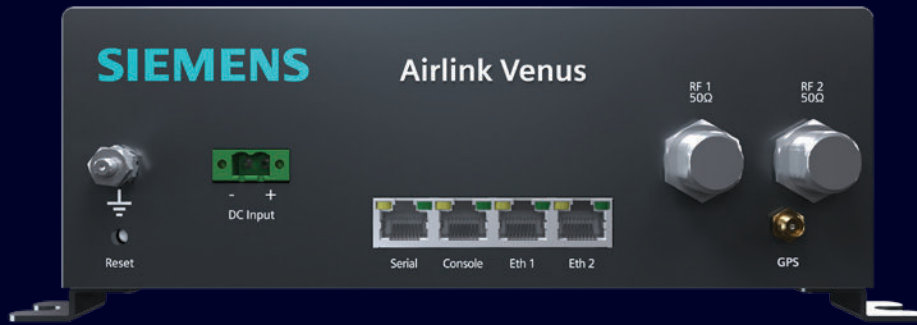 SIEMENS
Airlink Venus
RF 1
50Ω
RF 2
50Ω
- +
DC Input
Reset
Serial
Console
Eth 1
Eth 2
GPS